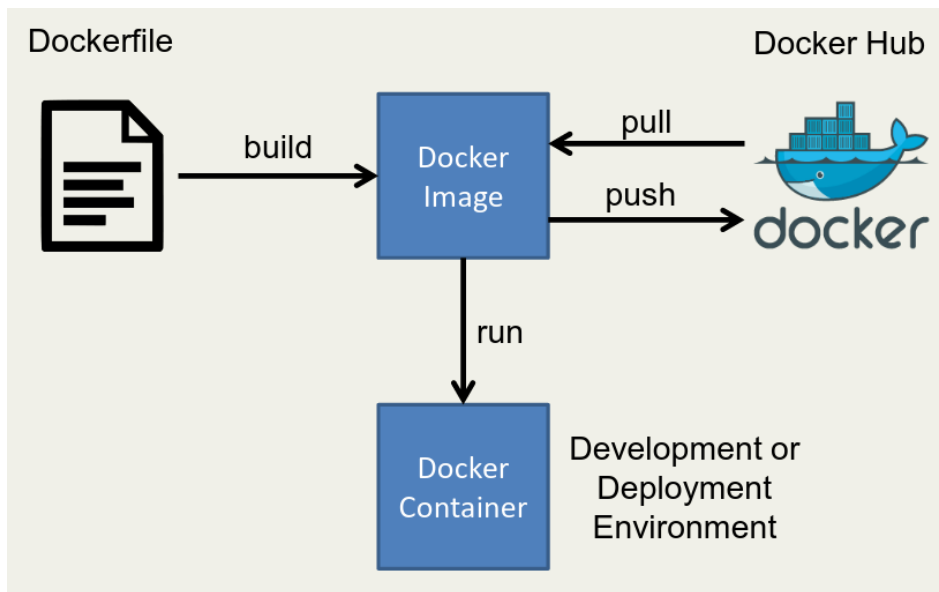 Dockerfile
Docker Hub
build
Docker
Image
pull
push
docker
run
Docker
Container
Development or
Deployment
Environment